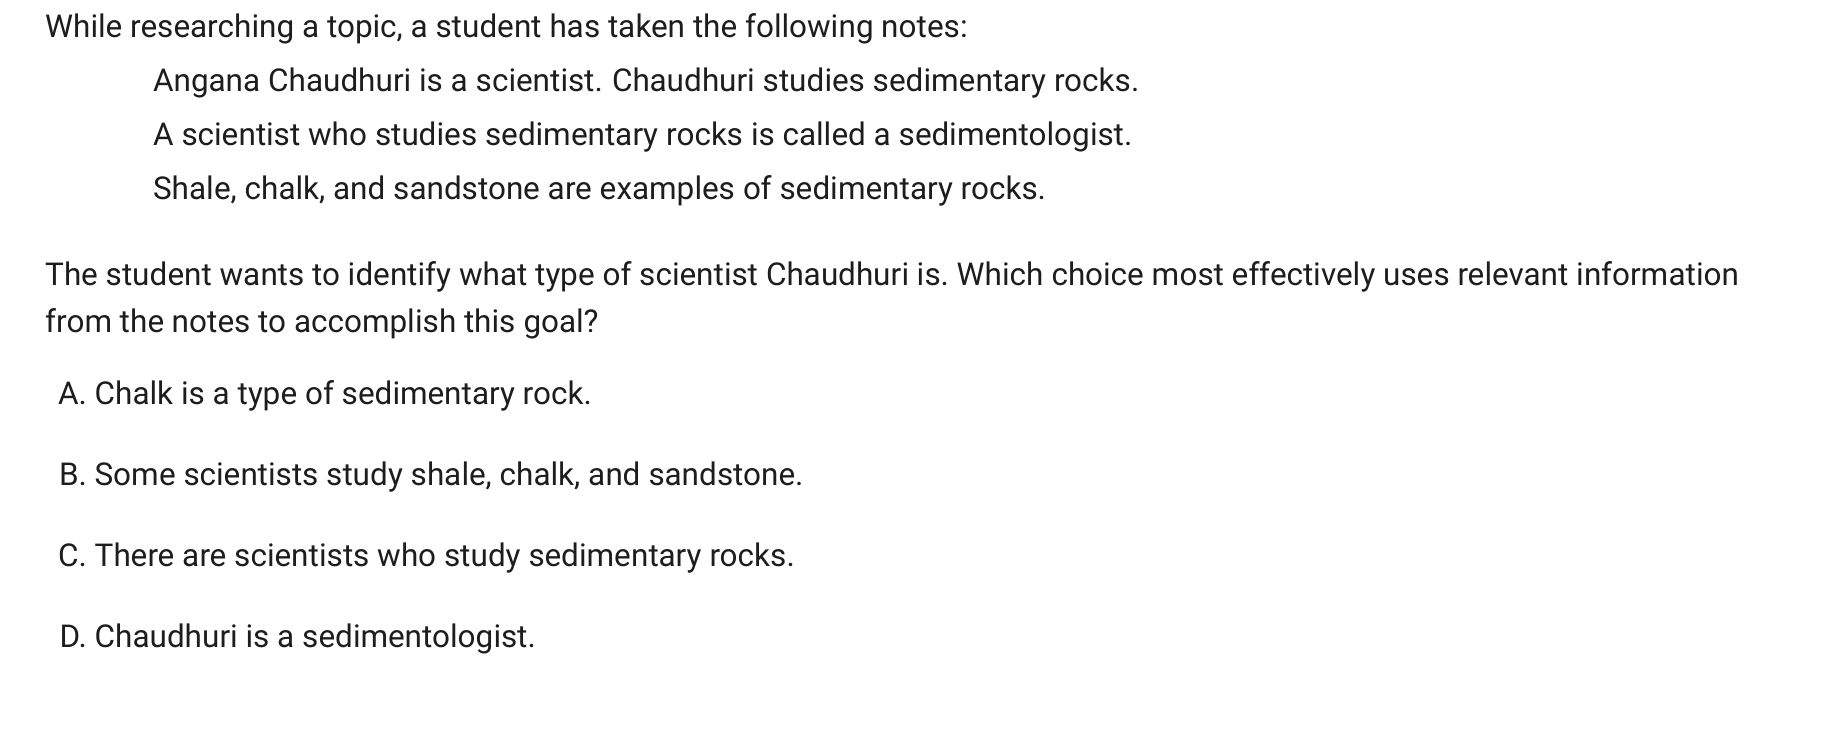 While researching a topic, a student has taken the following notes:
Angana Chaudhuri is a scientist. Chaudhuri studies sedimentary rocks.
A scientist who studies sedimentary rocks is called a sedimentologist.
Shale, chalk, and sandstone are examples of sedimentary rocks.
The student wants to identify what type of scientist Chaudhuri is. Which choice most effectively uses relevant information
from the notes to accomplish this goal?
A. Chalk is a type of sedimentary rock.
B. Some scientists study shale, chalk, and sandstone.
C. There are scientists who study sedimentary rocks.
D. Chaudhuri is a sedimentologist.